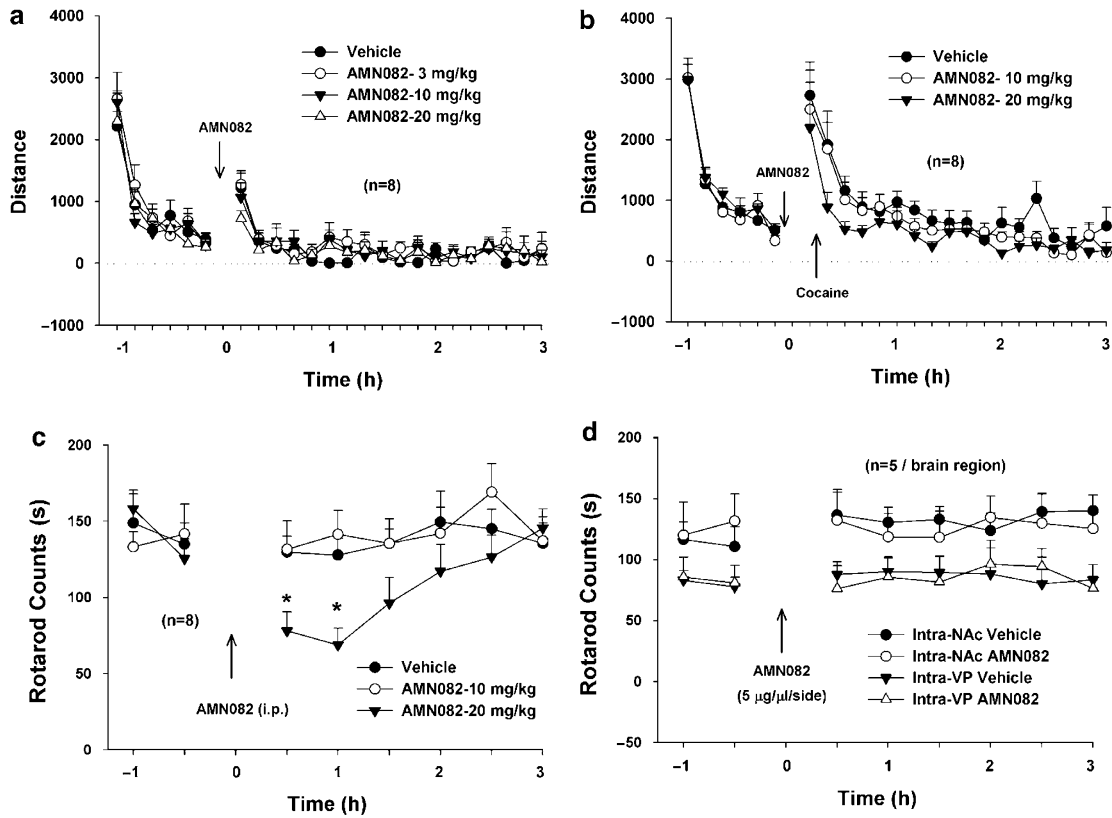 a
4000
3000
2000
1000
0
−1000
Distance
Vehicle
AMN082- 3 mg/kg
AMN082-10 mg/kg
AMN082-20 mg/kg
AMN082
(n=8)
-1
0
1
2
3
Time (h)
b
4000
3000
2000
1000
0
−1000
Distance
Vehicle
AMN082- 10 mg/kg
AMN082- 20 mg/kg
AMN082
(n=8)
Cocaine
−1
0
1
2
3
Time (h)
c
200
150
100
50
0
Rotarod Counts (s)
(n=8)
*
*
AMN082 (i.p.)
Vehicle
AMN082-10 mg/kg
AMN082-20 mg/kg
−1
0
1
2
3
Time (h)
d
200
150
100
50
0
−50
Rotarod Counts (s)
(n=5 / brain region)
AMN082
(5 μg/μl/side)
Intra-NAc Vehicle
Intra-NAc AMN082
Intra-VP Vehicle
Intra-VP AMN082
−1
0
1
2
3
Time (h)